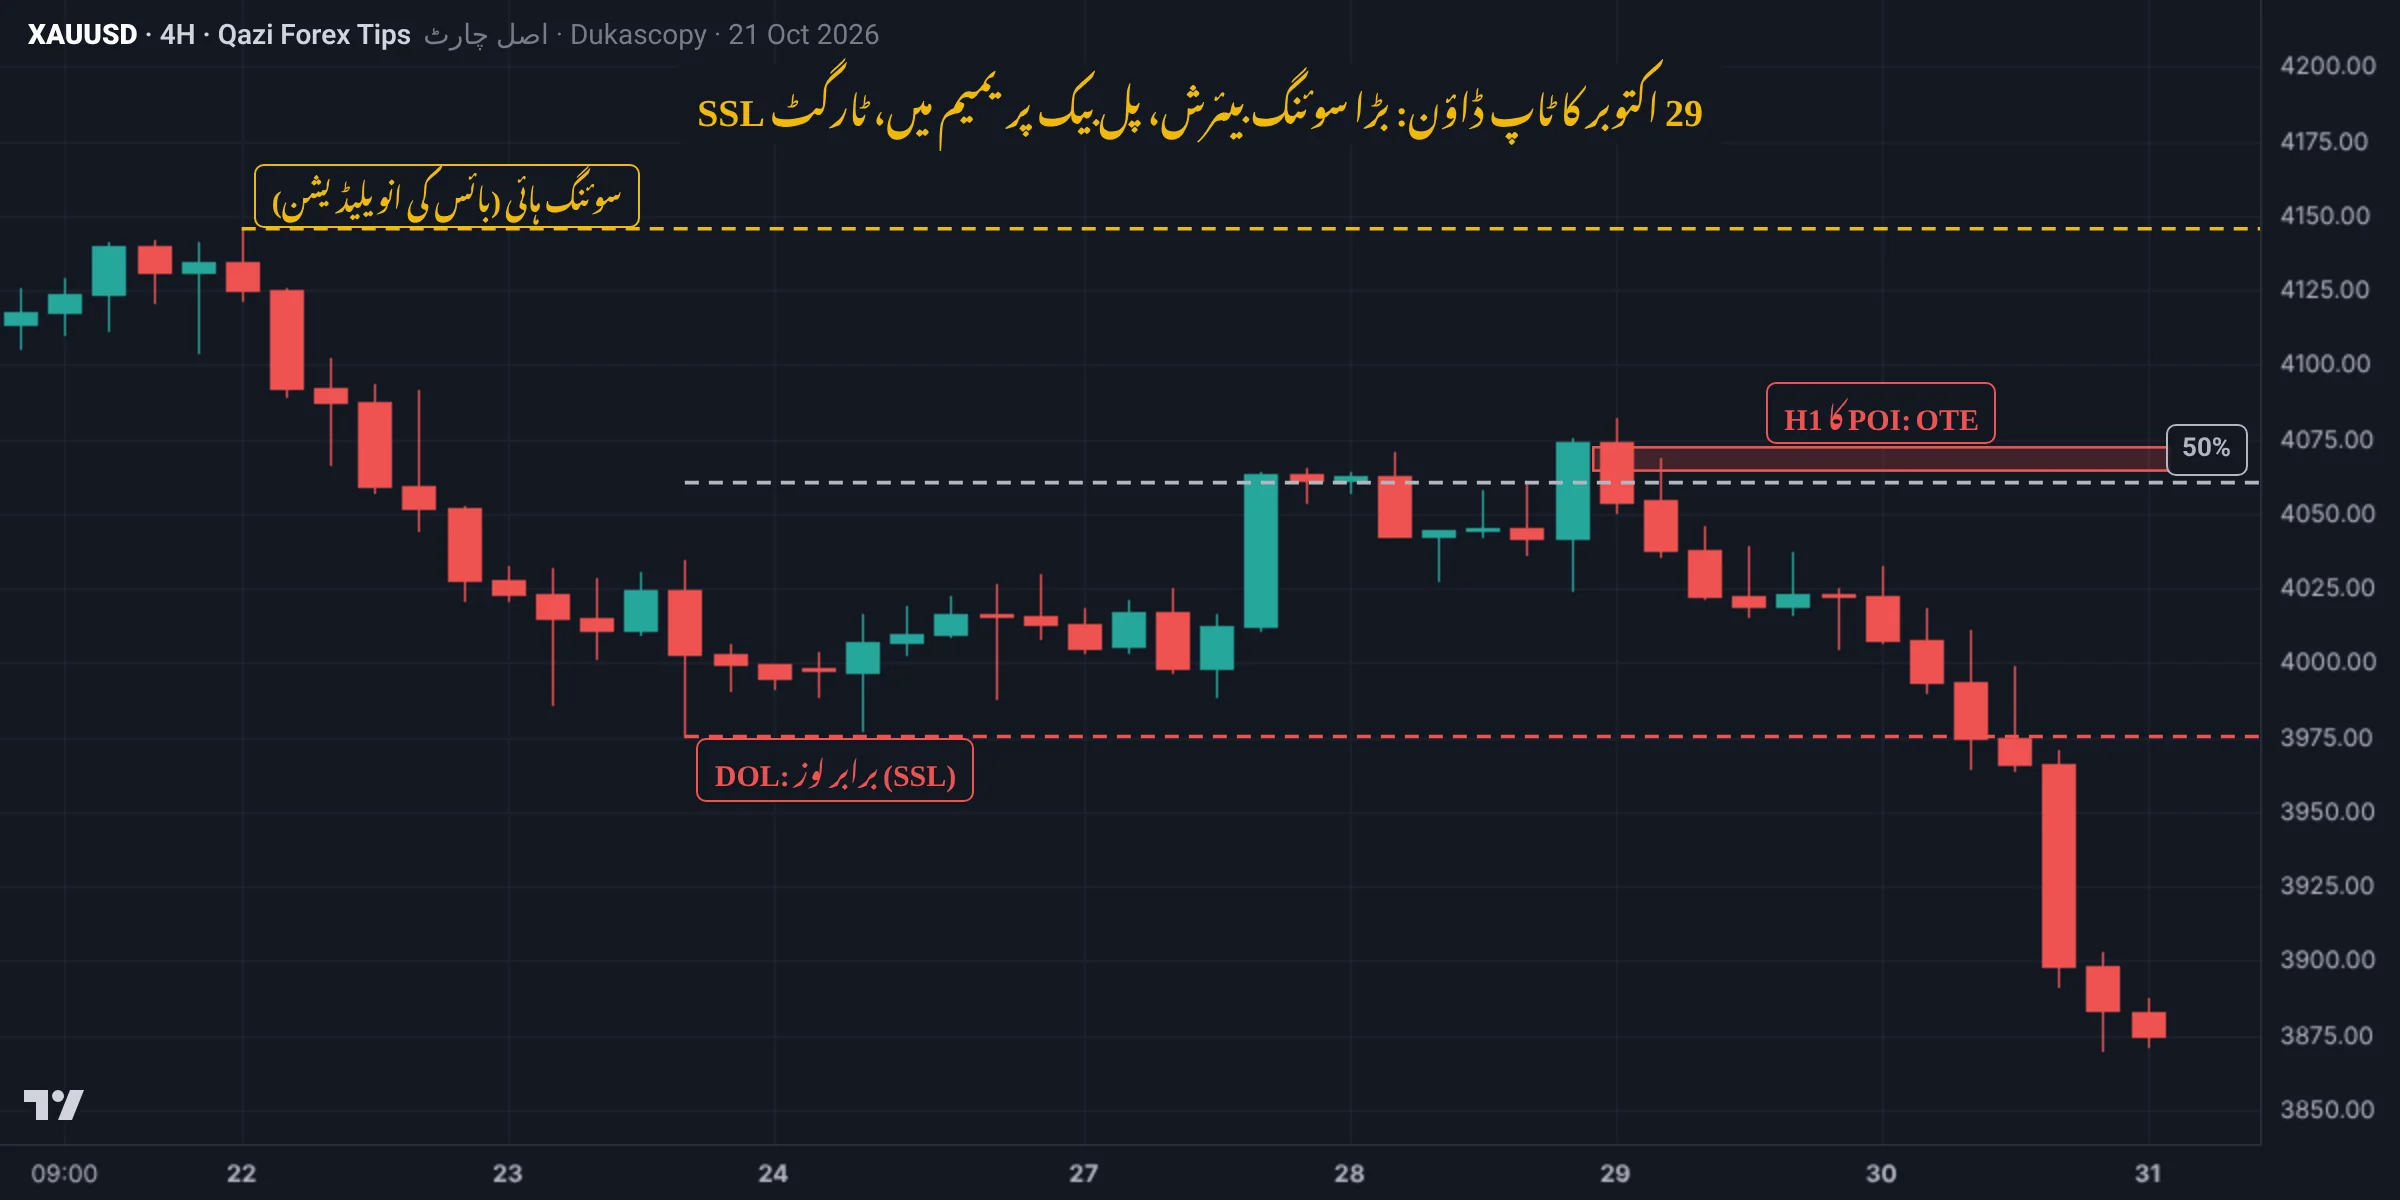 XAUUSD · 4H · Qazi Forex Tips اصل چارٹ · Dukascopy · 21 Oct 2026
29 اکتوبر کا ٹاپ ڈاؤن: بڑا سوئنگ بیئرش، پل بیک پریمیم میں، ٹارگٹ SSL
سوئنگ ہائی (بائس کی انویلیڈیشن)
H1 کا POI: OTE
50%
DOL: برابر لوز (SSL)
4200.00
4175.00
4150.00
4125.00
4100.00
4075.00
4050.00
4025.00
4000.00
3975.00
3950.00
3925.00
3900.00
3875.00
3850.00
09:00 22 23 24 27 28 29 30 31